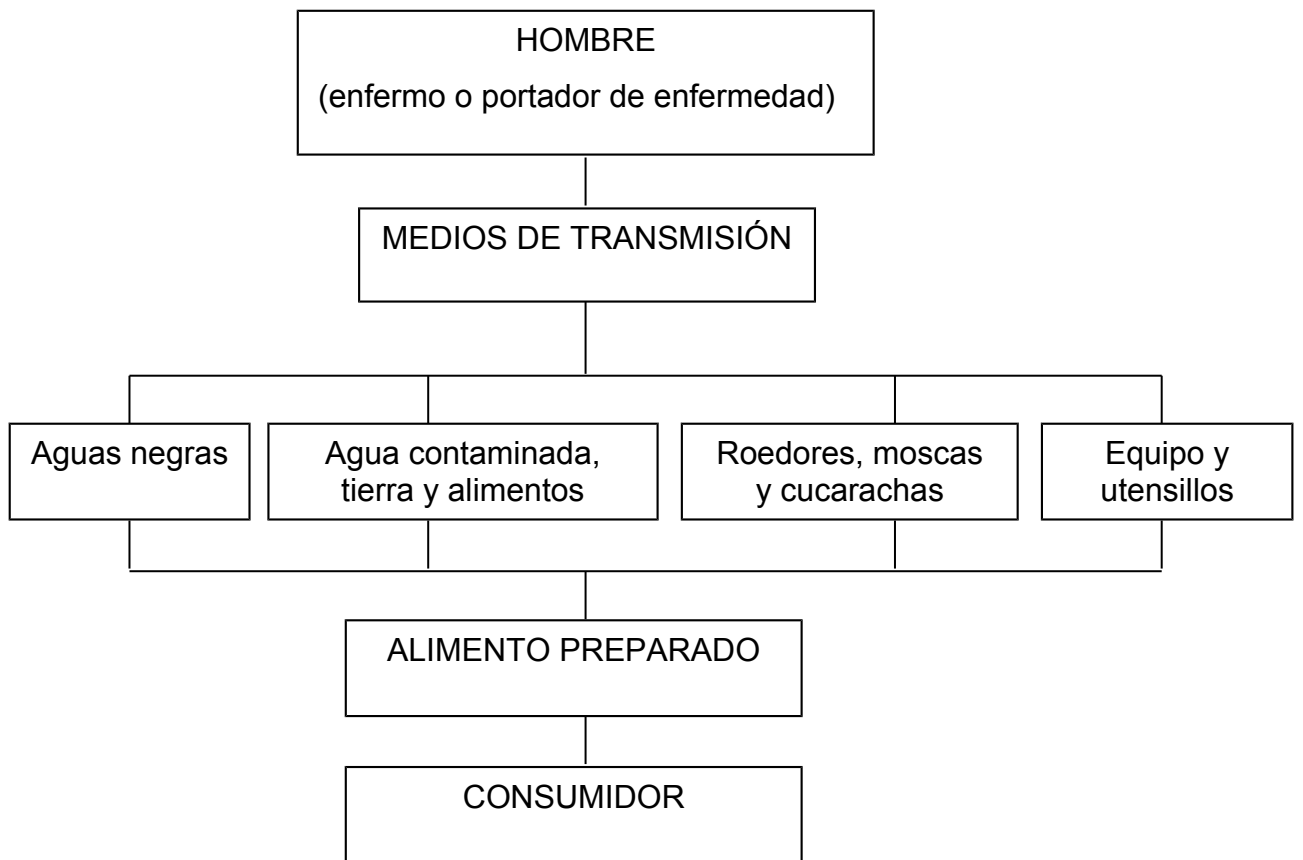 HOMBRE
(enfermo o portador de enfermedad)
MEDIOS DE TRANSMISIÓN
Aguas negras
Agua contaminada,
tierra y alimentos
Roedores, moscas
y cucarachas
Equipo y
utensillos
ALIMENTO PREPARADO
CONSUMIDOR